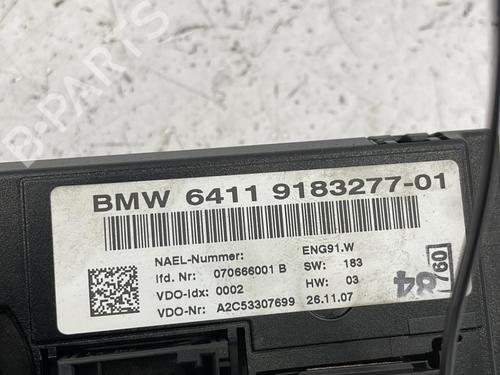 BMW 6411 9183277-01
NAEL-Nummer: ENG91.W
lfd. Nr: 070666001 B SW: 183
VDO-Idx: 0002 HW: 03
VDO-Nr: A2C53307699 26.11.07
84
760
B-PARTS